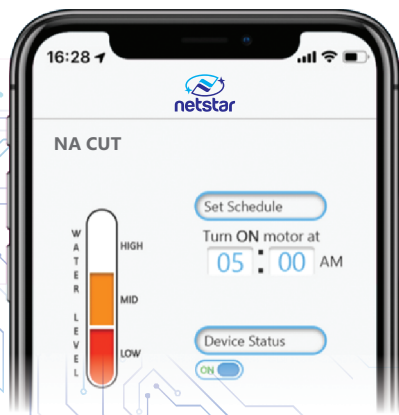 16:28
netstar
NA CUT
Set Schedule
Turn ON motor at
05 : 00 AM
WATER LEVEL
HIGH
MID
LOW
Device Status
ON